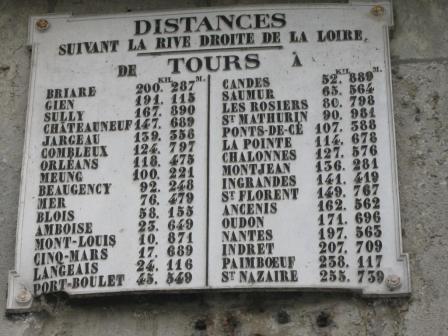 DISTANCES
SUIVANT LA RIVE DROITE DE LA LOIRE.
DE TOURS À
KIL. M.
BRIARE 200. 287
GIEN 191. 115
SULLY 167. 890
CHÂTEAUNEUF 147. 689
JARGEAU 139. 356
COMBLEUX 124. 797
ORLÉANS 118. 475
MEUNG 100. 221
BEAUGENCY 92. 248
MER 76. 479
BLOIS 58. 155
AMBOISE 23. 649
MONT-LOUIS 10. 871
CINQ-MARS 17. 689
LANGEAIS 24. 116
PORT-BOULET 45. 549
KIL. M.
CANDES 52. 889
SAUMUR 65. 564
LES ROSIERS 80. 798
ST MATHURIN 90. 981
PONTS-DE-CÉ 107. 588
LA POINTE 114. 678
CHALONNES 127. 576
MONTJEAN 136. 281
INGRANDES 141. 419
ST FLORENT 149. 767
ANCENIS 162. 562
OUDON 171. 696
NANTES 197. 563
INDRET 207. 709
PAIMBŒUF 238. 117
ST NAZAIRE 255. 739